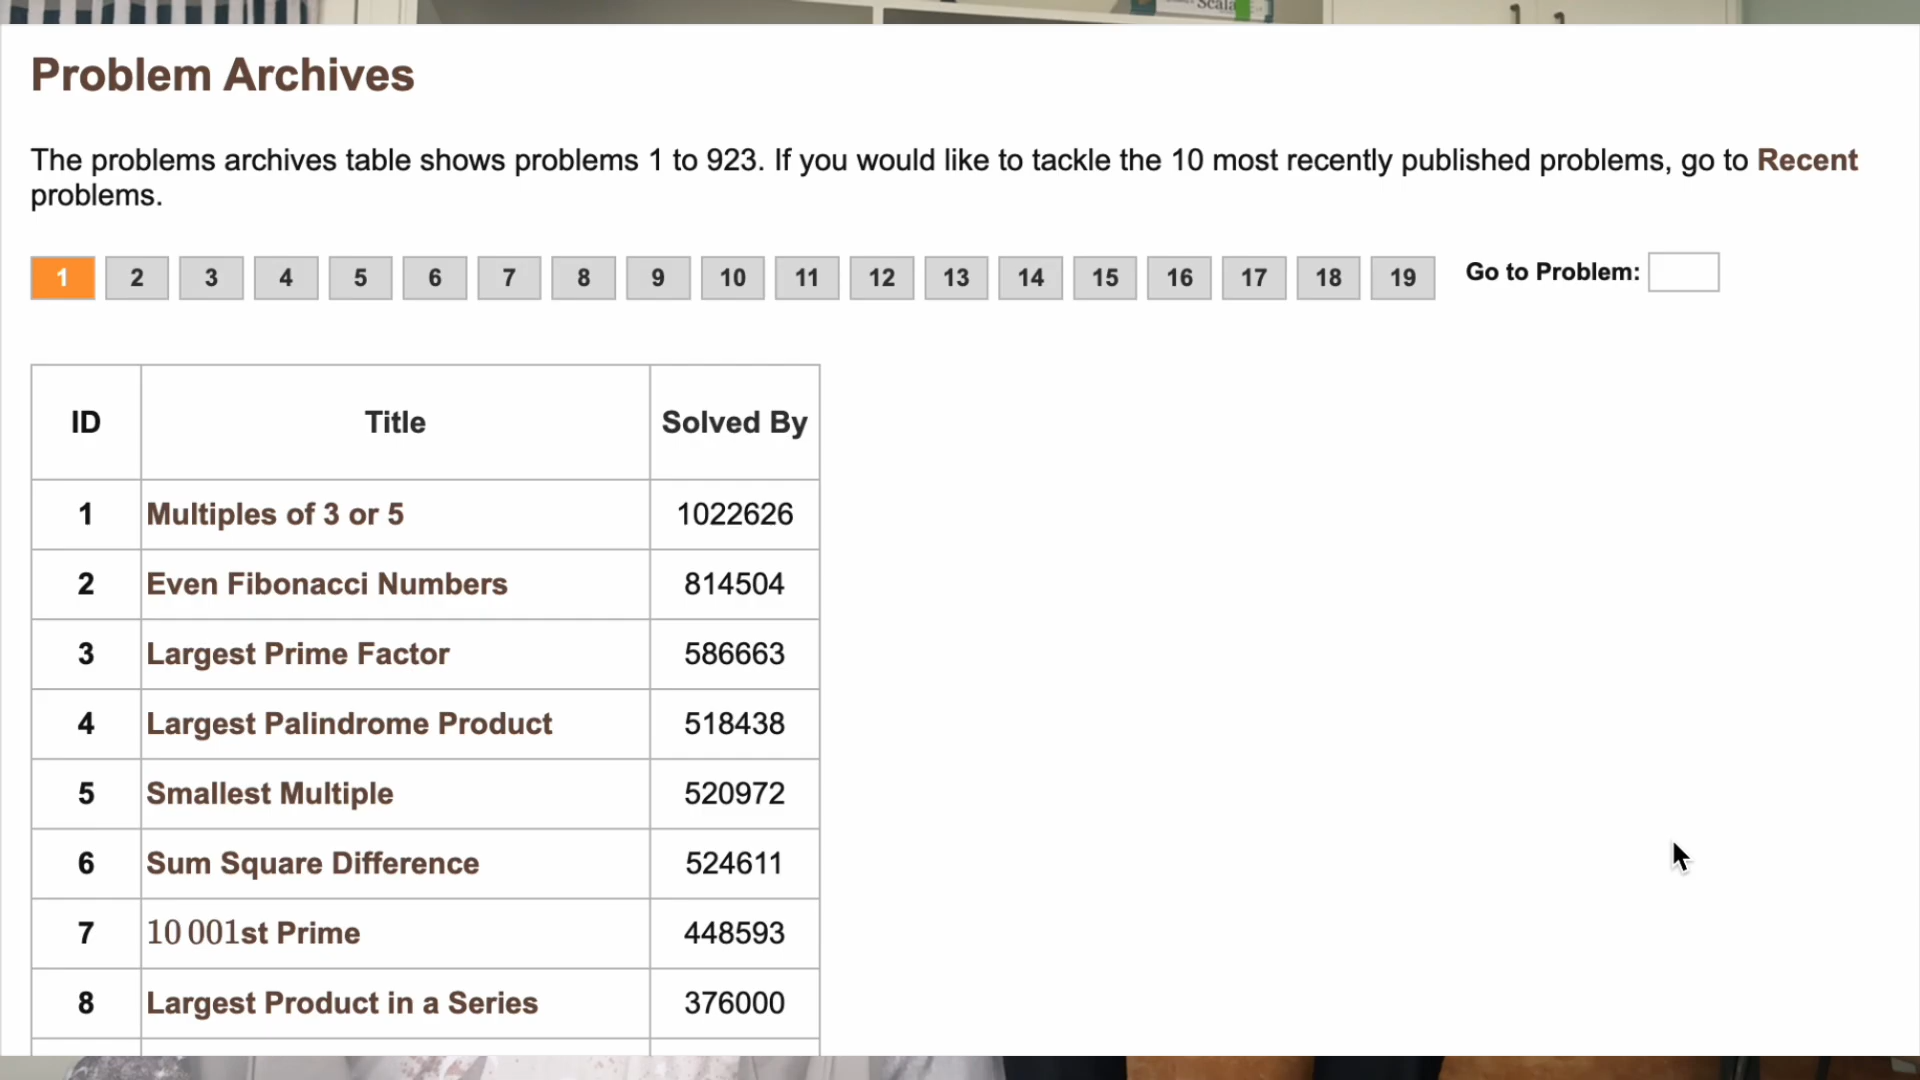 Scala
Problem Archives
The problems archives table shows problems 1 to 923. If you would like to tackle the 10 most recently published problems, go to Recent
problems.
1 2 3 4 5 6 7 8 9 10 11 12 13 14 15 16 17 18 19 Go to Problem:
ID Title Solved By
1 Multiples of 3 or 5 1022626
2 Even Fibonacci Numbers 814504
3 Largest Prime Factor 586663
4 Largest Palindrome Product 518438
5 Smallest Multiple 520972
6 Sum Square Difference 524611
7 10 001st Prime 448593
8 Largest Product in a Series 376000